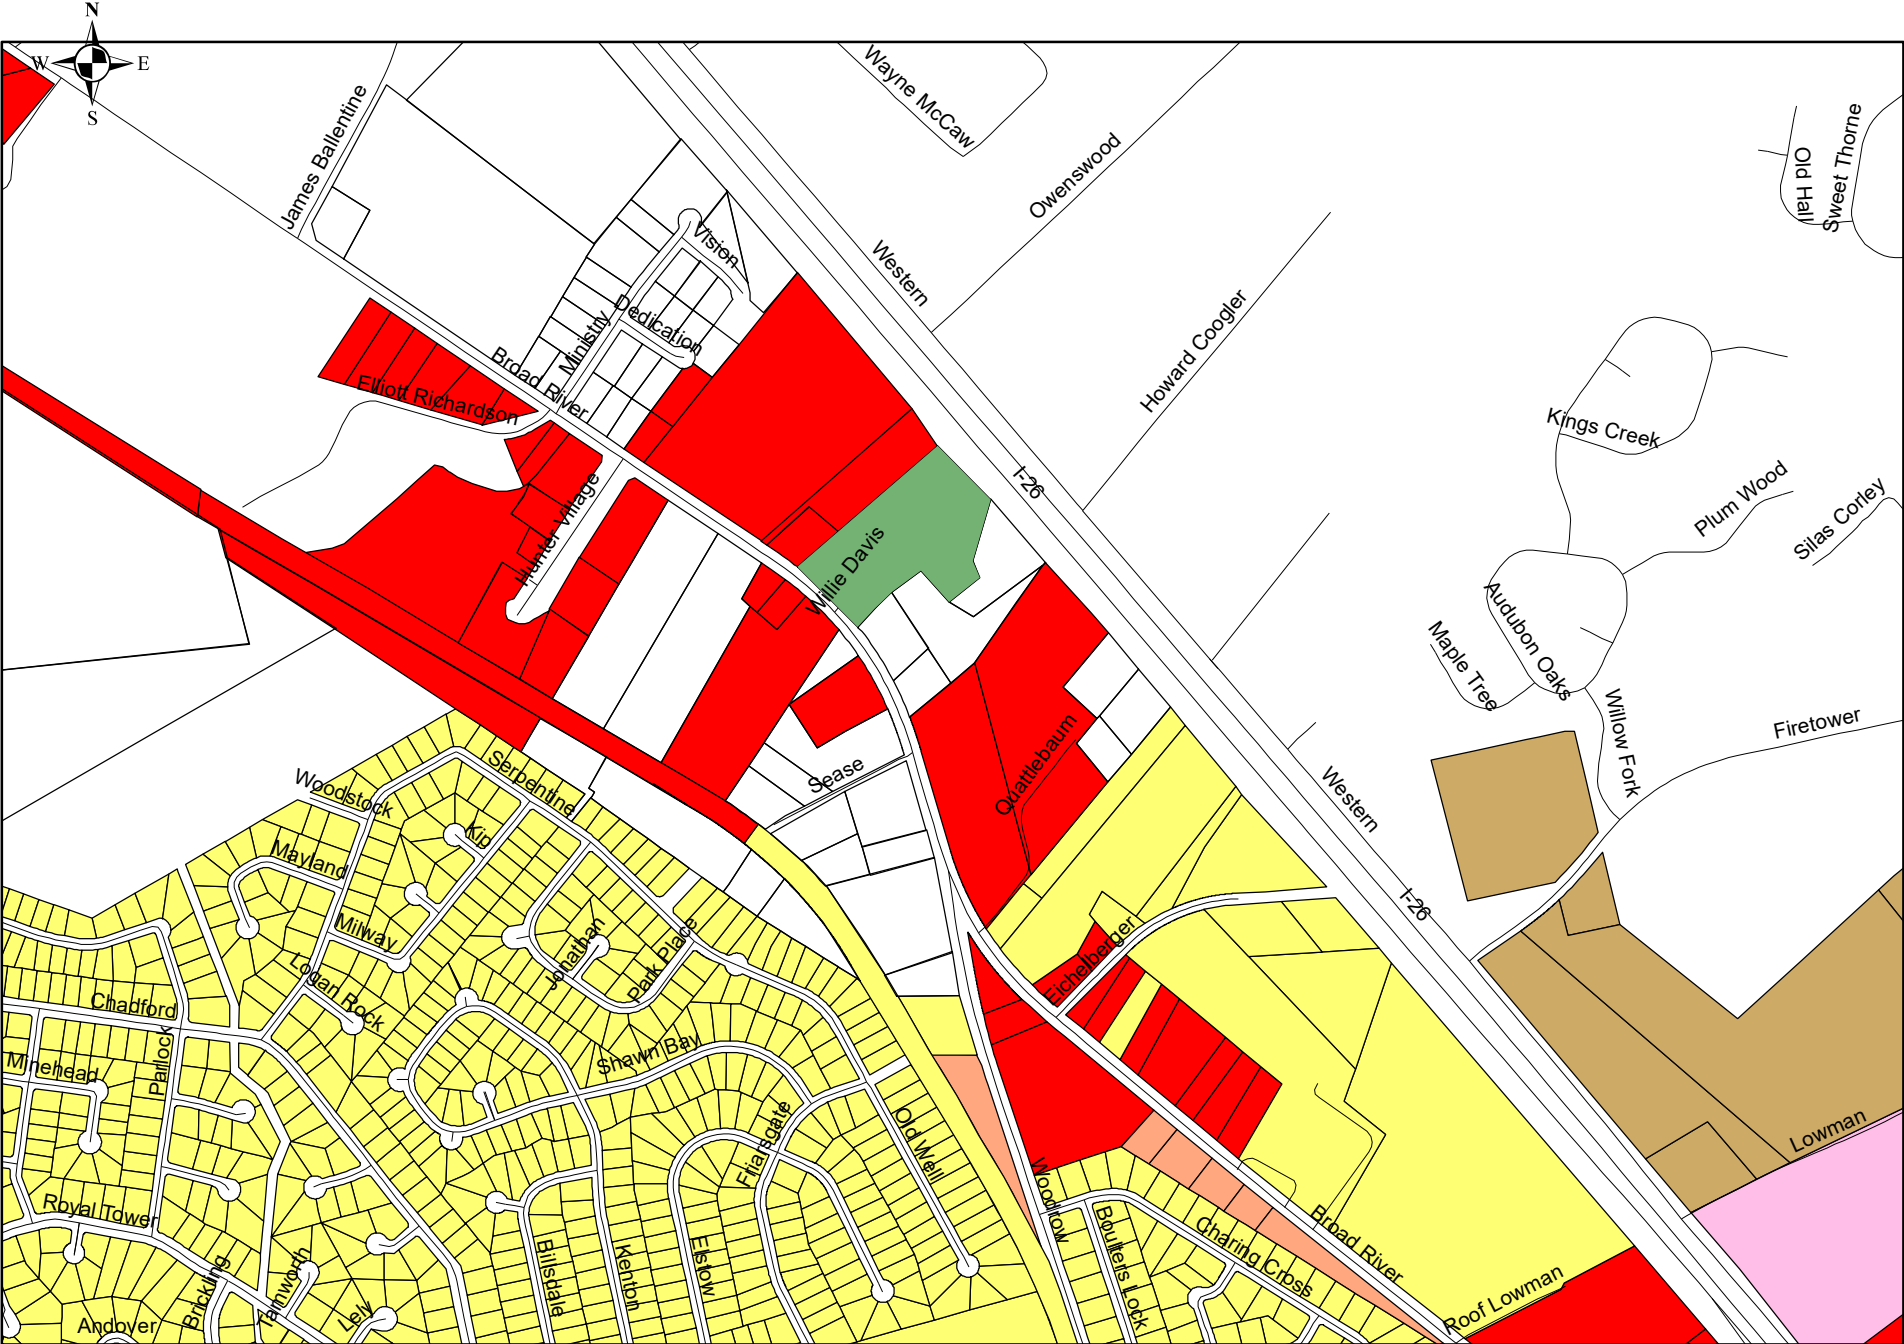 N
W E
S
Wayne McCaw
James Ballentine
Owenswood
Old Hall
Sweet Thorne
Western
Vision
Dedication
Ministry
Broad River
Elliott Richardson
Howard Coogler
Kings Creek
I-26
Plum Wood
Silas Corley
Hunter Village
Willie Davis
Audubon Oaks
Maple Tree
Willow Fork
Firetower
Quattlebaum
Sease
Serpentine
Woodstock
Kip
Mayland
Western
Milway
Jonathan
Park Place
Logan Rock
Eichelberger
I-26
Chadford
Parlock
Minehead
Shawn Bay
Friarsgate
Old Well
Lowman
Woodrow
Royal Tower
Brickling
Tamworth
Lely
Andover
Billsdale
Kenton
Elstow
Boulters Lock
Charing Cross
Broad River
Roof Lowman